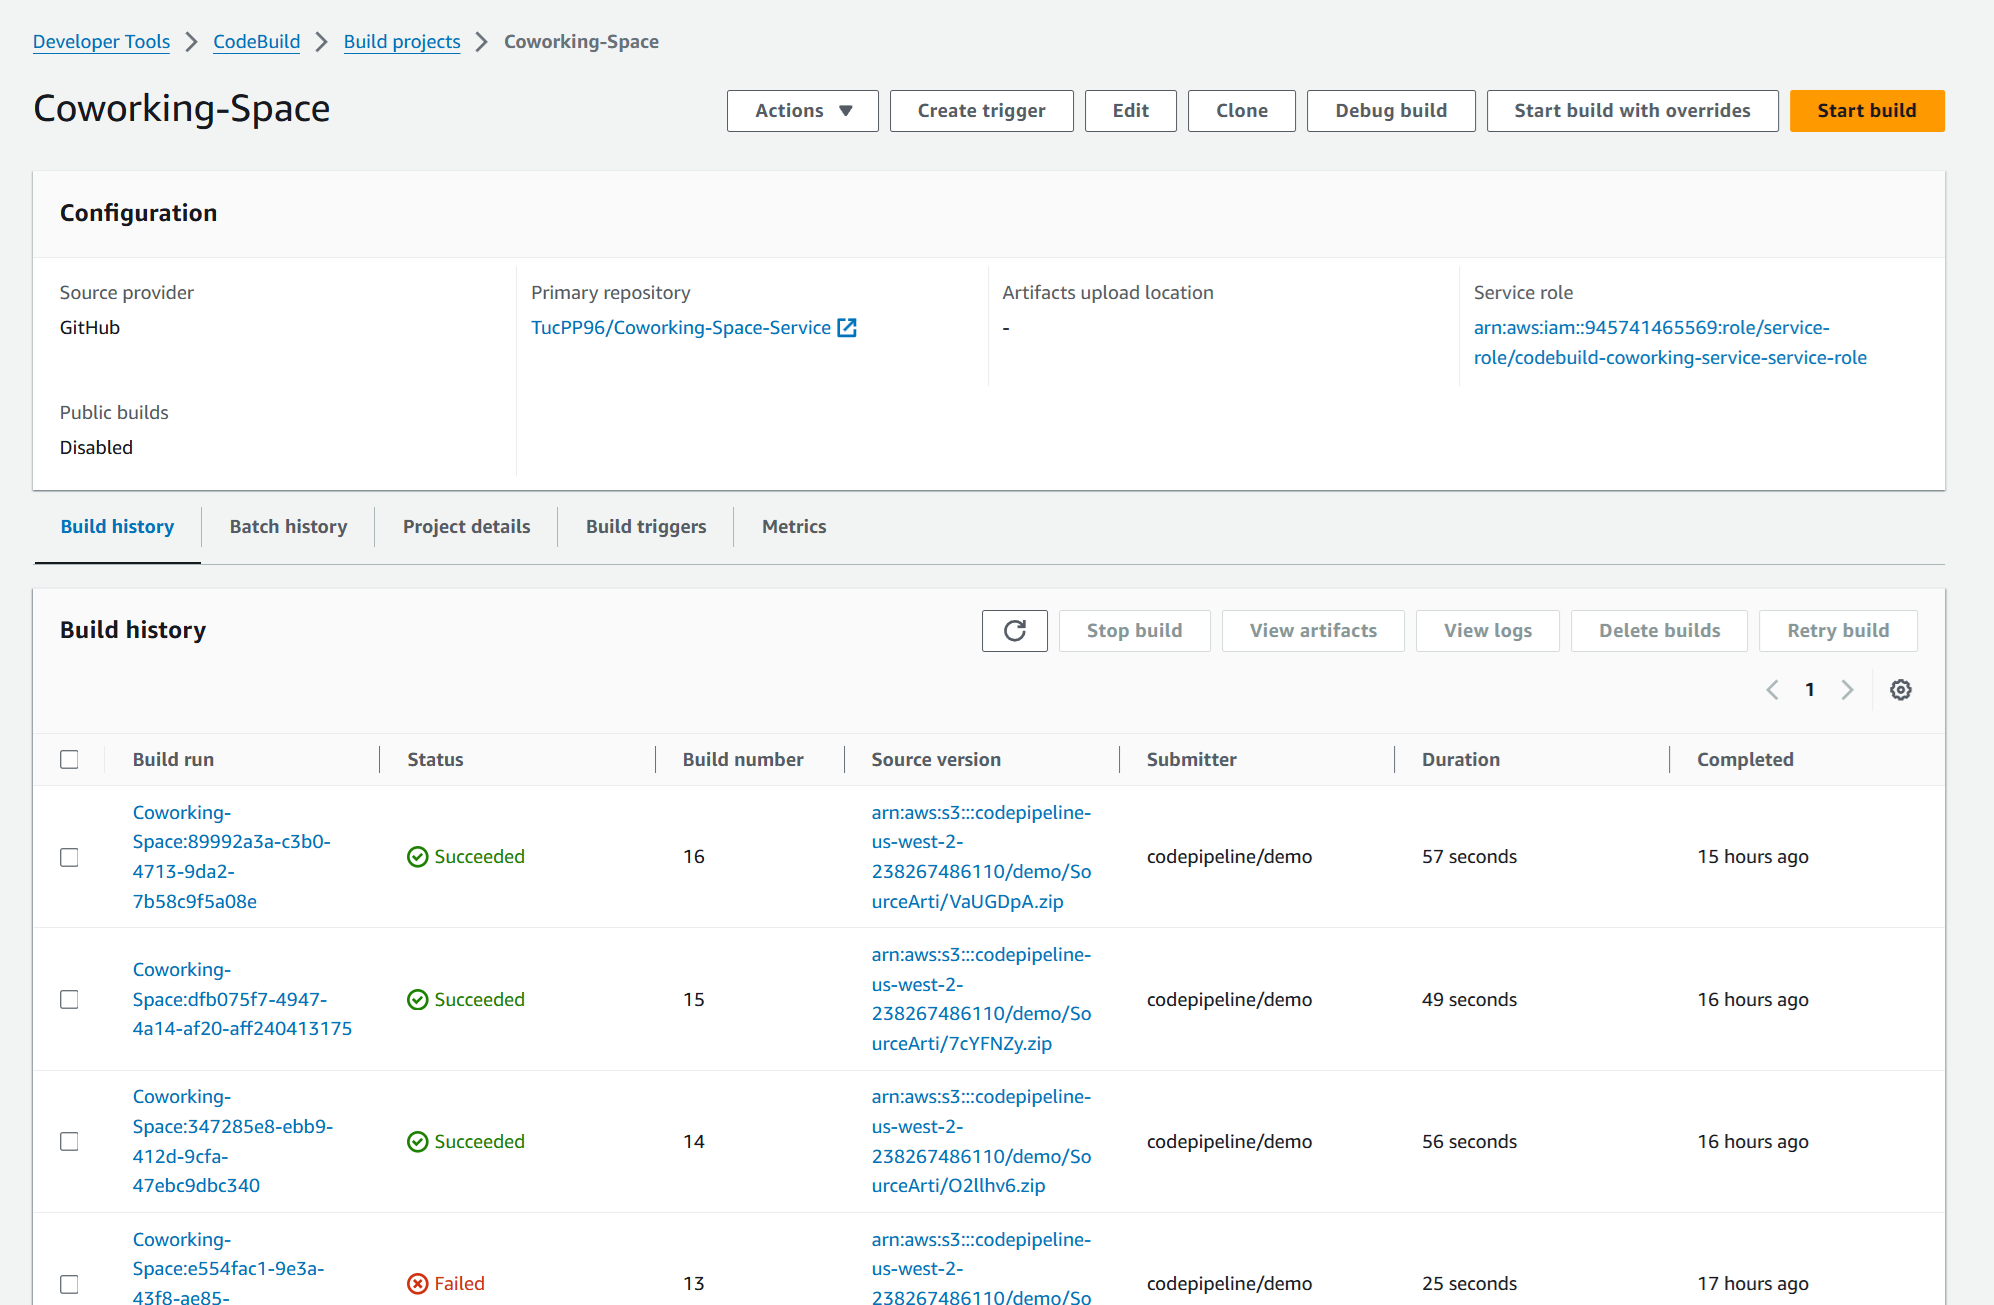 Developer Tools > CodeBuild > Build projects > Coworking-Space
Coworking-Space
Actions Create trigger Edit Clone Debug build Start build with overrides Start build
Configuration
Source provider
GitHub
Primary repository
TucPP96/Coworking-Space-Service
Artifacts upload location
-
Service role
arn:aws:iam::945741465569:role/service-
role/codebuild-coworking-service-service-role
Public builds
Disabled
Build history Batch history Project details Build triggers Metrics
Build history
Stop build View artifacts View logs Delete builds Retry build
1
Build run Status Build number Source version Submitter Duration Completed
Coworking-
Space:89992a3a-c3b0-
4713-9da2-
7b58c9f5a08e
Succeeded
16
arn:aws:s3:::codepipeline-
us-west-2-
238267486110/demo/So
urceArti/VaUGDpA.zip
codepipeline/demo
57 seconds
15 hours ago
Coworking-
Space:dfb075f7-4947-
4a14-af20-aff240413175
Succeeded
15
arn:aws:s3:::codepipeline-
us-west-2-
238267486110/demo/So
urceArti/7cYFNZy.zip
codepipeline/demo
49 seconds
16 hours ago
Coworking-
Space:347285e8-ebb9-
412d-9cfa-
47ebc9dbc340
Succeeded
14
arn:aws:s3:::codepipeline-
us-west-2-
238267486110/demo/So
urceArti/O2llhv6.zip
codepipeline/demo
56 seconds
16 hours ago
Coworking-
Space:e554fac1-9e3a-
43f8-ae85-
Failed
13
arn:aws:s3:::codepipeline-
us-west-2-
238267486110/demo/So
codepipeline/demo
25 seconds
17 hours ago